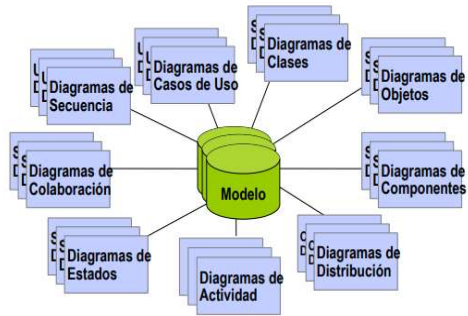 Diagramas de
Casos de Uso
Diagramas de
Clases
Diagramas de
Secuencia
Diagramas de
Objetos
Diagramas de
Colaboración
Modelo
Diagramas de
Componentes
Diagramas de
Estados
Diagramas de
Actividad
Diagramas de
Distribución